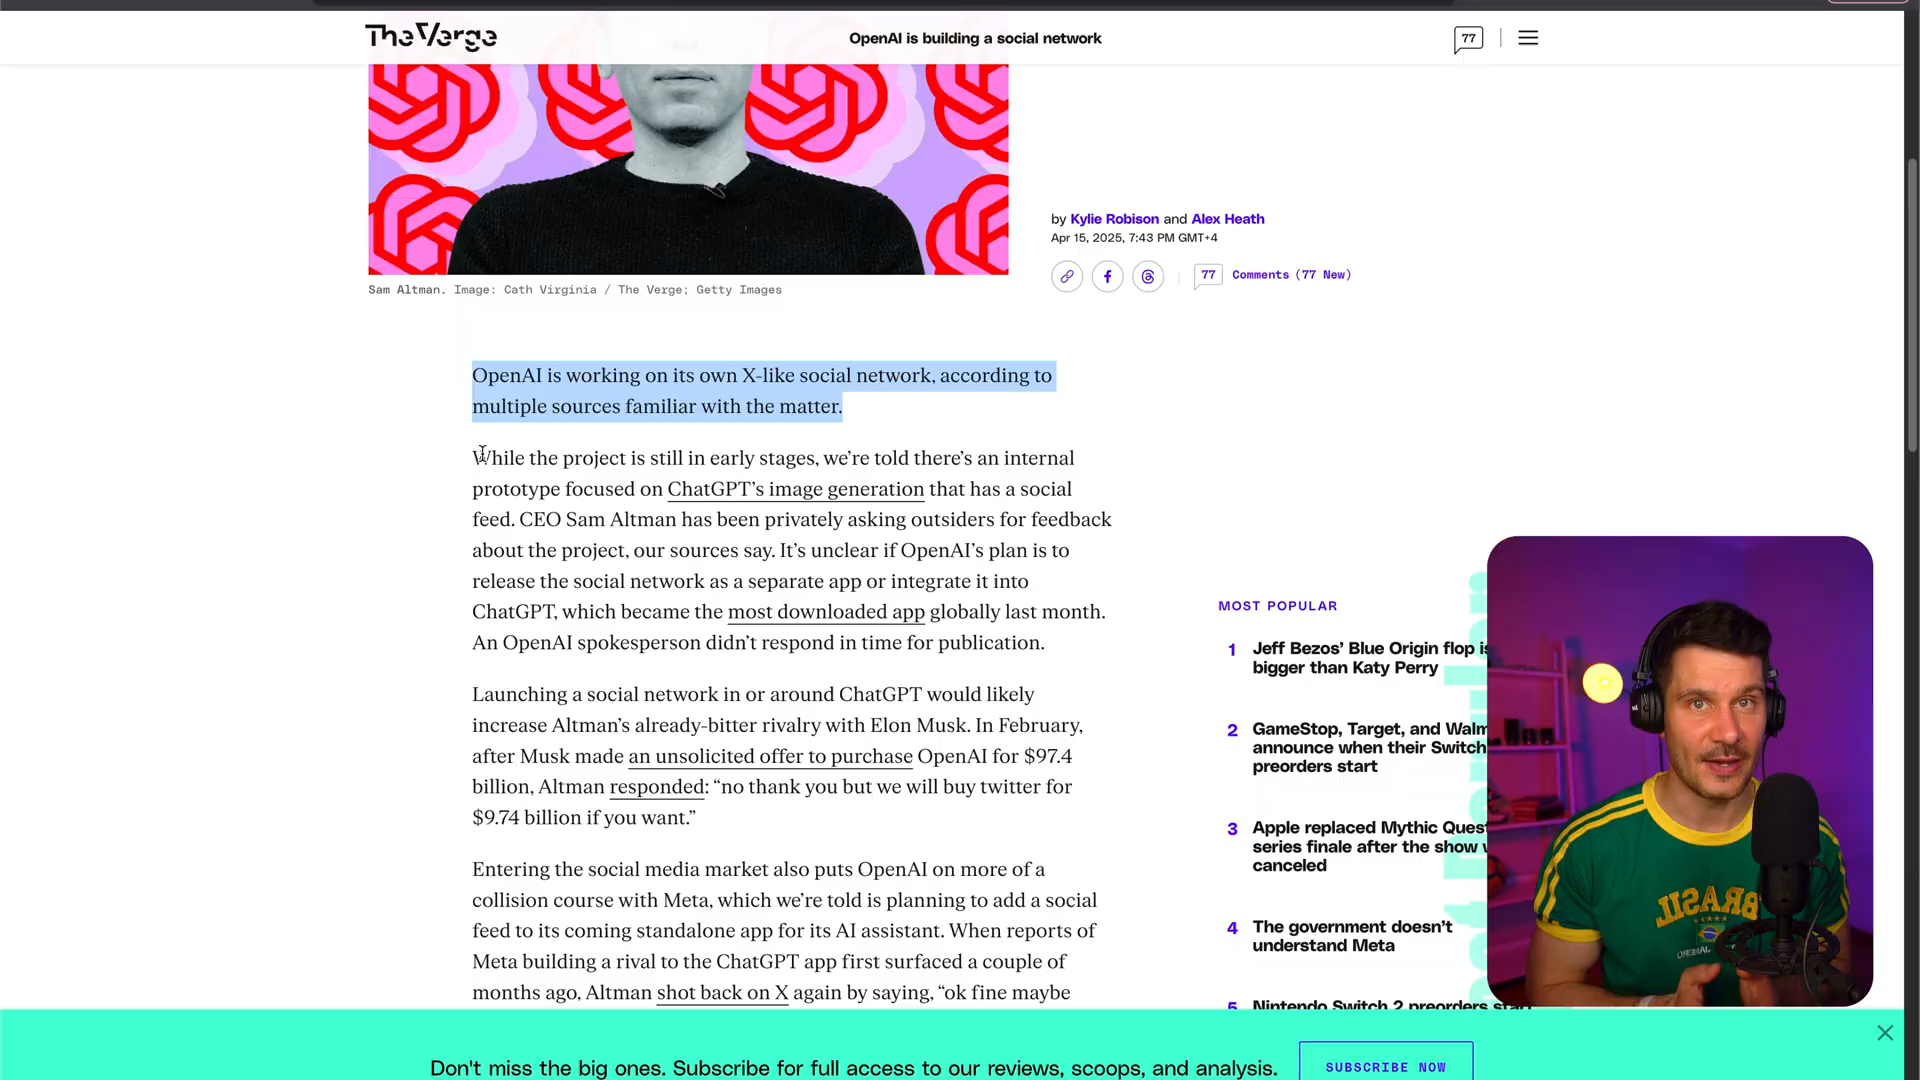 The Verge
OpenAI is building a social network
77
by Kylie Robison and Alex Heath
Apr 15, 2025, 7:43 PM GMT+4
77 Comments (77 New)
Sam Altman. Image: Cath Virginia / The Verge; Getty Images
OpenAI is working on its own X-like social network, according to
multiple sources familiar with the matter.
While the project is still in early stages, we’re told there’s an internal
prototype focused on ChatGPT’s image generation that has a social
feed. CEO Sam Altman has been privately asking outsiders for feedback
about the project, our sources say. It’s unclear if OpenAI’s plan is to
release the social network as a separate app or integrate it into
ChatGPT, which became the most downloaded app globally last month.
An OpenAI spokesperson didn’t respond in time for publication.
Launching a social network in or around ChatGPT would likely
increase Altman’s already-bitter rivalry with Elon Musk. In February,
after Musk made an unsolicited offer to purchase OpenAI for $97.4
billion, Altman responded: “no thank you but we will buy twitter for
$9.74 billion if you want.”
Entering the social media market also puts OpenAI on more of a
collision course with Meta, which we’re told is planning to add a social
feed to its coming standalone app for its AI assistant. When reports of
Meta building a rival to the ChatGPT app first surfaced a couple of
months ago, Altman shot back on X again by saying, “ok fine maybe
MOST POPULAR
1 Jeff Bezos’ Blue Origin flop is
bigger than Katy Perry
2 GameStop, Target, and Walm
announce when their Switch
preorders start
3 Apple replaced Mythic Quest
series finale after the show
canceled
4 The government doesn’t
understand Meta
5 Nintendo Switch 2 preorders start
BRASIL
Don't miss the big ones. Subscribe for full access to our reviews, scoops, and analysis.
SUBSCRIBE NOW